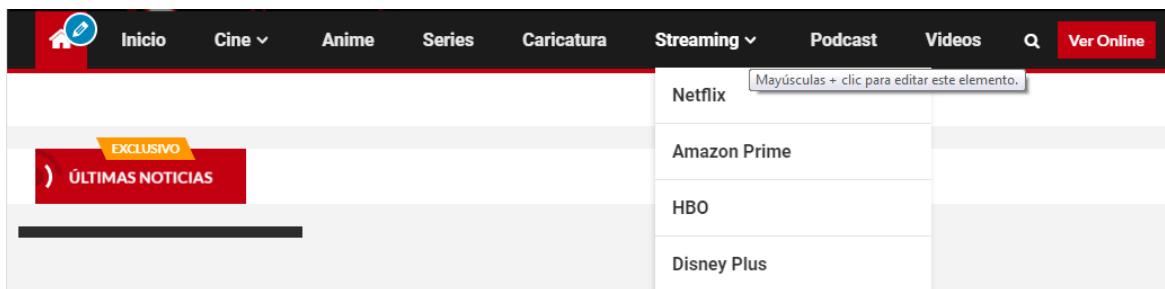 Inicio Cine Anime Series Caricatura Streaming Podcast Videos Ver Online
Mayúsculas + clic para editar este elemento.
Netflix
EXCLUSIVO
ÚLTIMAS NOTICIAS
Amazon Prime
HBO
Disney Plus